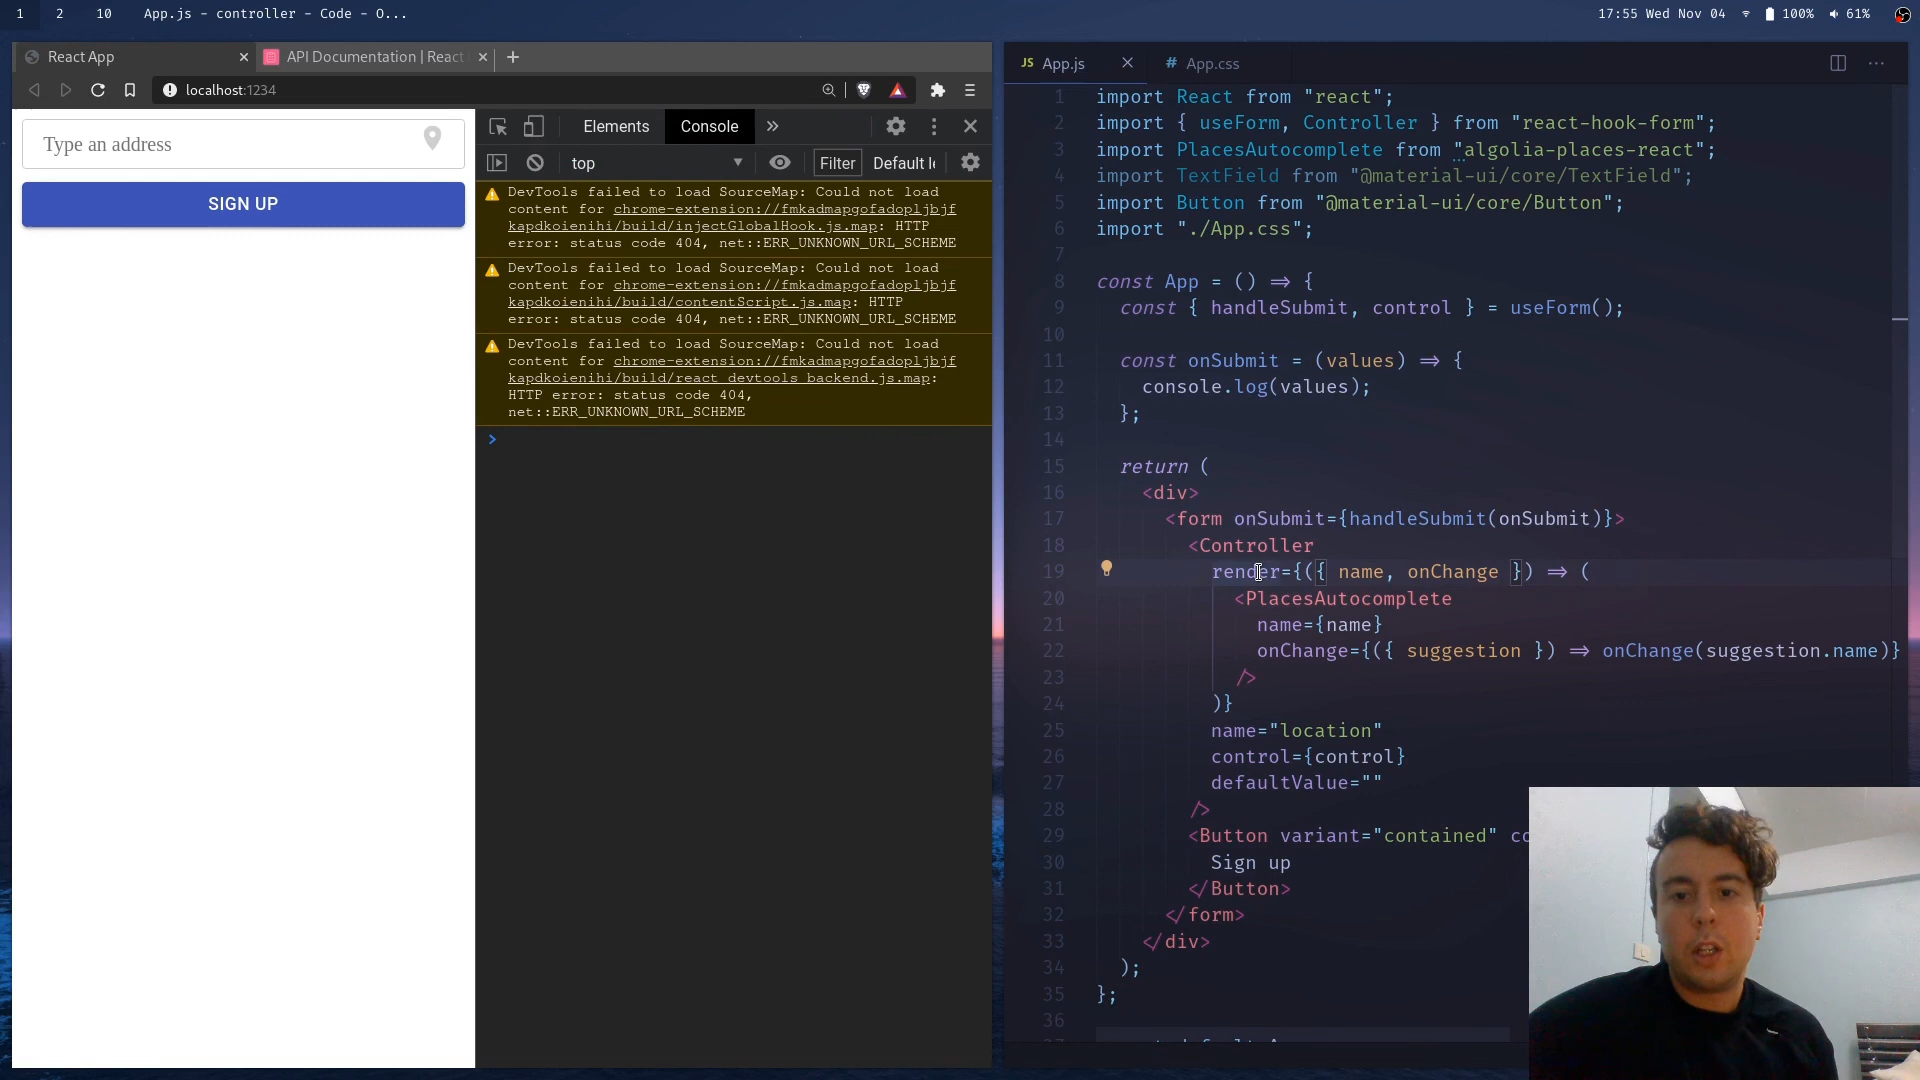 1 2 10 App.js - controller - Code - O...
17:55 Wed Nov 04 100% 61%
React App
API Documentation | React
localhost:1234
Type an address
SIGN UP
Elements Console
top Filter
DevTools failed to load SourceMap: Could not load
content for chrome-extension://fmkadmapgofadopljbjf
kapdkoienihi/build/injectGlobalHook.js.map: HTTP
error: status code 404, net::ERR_UNKNOWN_URL_SCHEME
DevTools failed to load SourceMap: Could not load
content for chrome-extension://fmkadmapgofadopljbjf
kapdkoienihi/build/contentScript.js.map: HTTP
error: status code 404, net::ERR_UNKNOWN_URL_SCHEME
DevTools failed to load SourceMap: Could not load
content for chrome-extension://fmkadmapgofadopljbjf
kapdkoienihi/build/react_devtools_backend.js.map:
HTTP error: status code 404,
net::ERR_UNKNOWN_URL_SCHEME
>
JS App.js
# App.css
1 import React from "react";
2 import { useForm, Controller } from "react-hook-form";
3 import PlacesAutocomplete from "algolia-places-react";
4 import TextField from "@material-ui/core/TextField";
5 import Button from "@material-ui/core/Button";
6 import "./App.css";
7
8 const App = () => {
9 const { handleSubmit, control } = useForm();
10
11 const onSubmit = (values) => {
12 console.log(values);
13 };
14
15 return (
16 <div>
17 <form onSubmit={handleSubmit(onSubmit)}>
18 <Controller
19 render={({ name, onChange }) => (
20 <PlacesAutocomplete
21 name={name}
22 onChange={({ suggestion }) => onChange(suggestion.name)}
23 />
24 )}
25 name="location"
26 control={control}
27 defaultValue=""
28 />
29 <Button variant="contained"
30 Sign up
31 </Button>
32 </form>
33 </div>
34 );
35 };
36